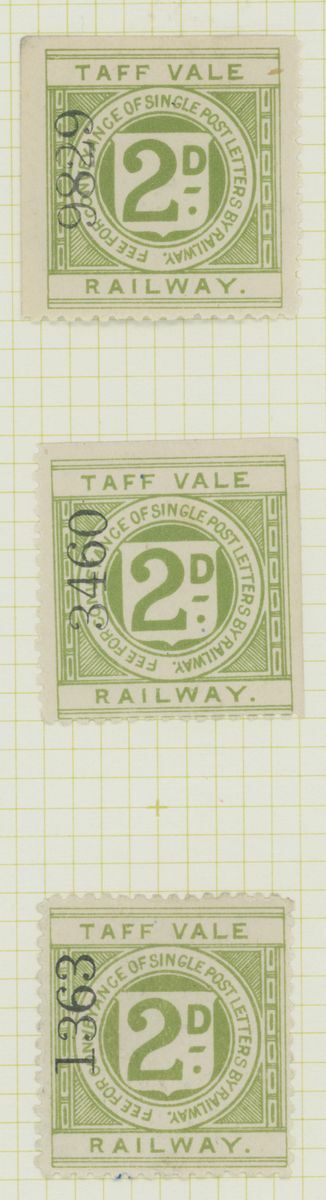 TAFF VALE
9829
FEE FOR CONVEYANCE OF SINGLE POST LETTERS BY RAILWAY.
2D.
RAILWAY.
TAFF VALE
3460
FEE FOR CONVEYANCE OF SINGLE POST LETTERS BY RAILWAY.
2D.
RAILWAY.
TAFF VALE
1363
FEE FOR CONVEYANCE OF SINGLE POST LETTERS BY RAILWAY.
2D.
RAILWAY.